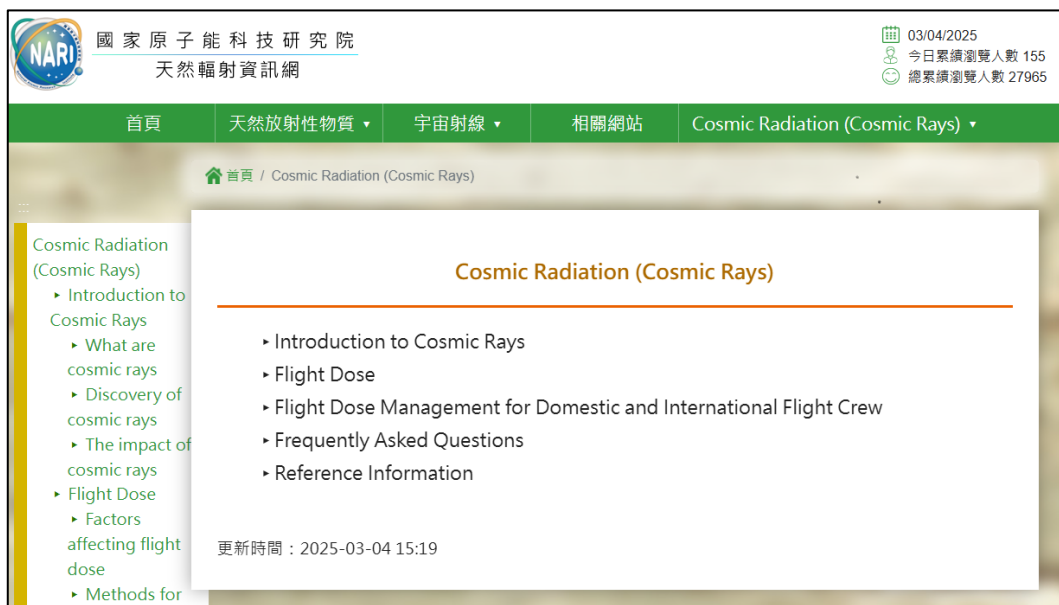 NARI
國家原子能科技研究院
天然輻射資訊網
03/04/2025
今日累績瀏覽人數 155
總累績瀏覽人數 27965
首頁
天然放射性物質 ▾
宇宙射線 ▾
相關網站
Cosmic Radiation (Cosmic Rays) ▾
首頁 / Cosmic Radiation (Cosmic Rays)
:::
Cosmic Radiation
(Cosmic Rays)
▸ Introduction to
Cosmic Rays
▸ What are
cosmic rays
▸ Discovery of
cosmic rays
▸ The impact of
cosmic rays
▸ Flight Dose
▸ Factors
affecting flight
dose
▸ Methods for
Cosmic Radiation (Cosmic Rays)
▸ Introduction to Cosmic Rays
▸ Flight Dose
▸ Flight Dose Management for Domestic and International Flight Crew
▸ Frequently Asked Questions
▸ Reference Information
更新時間：2025-03-04 15:19